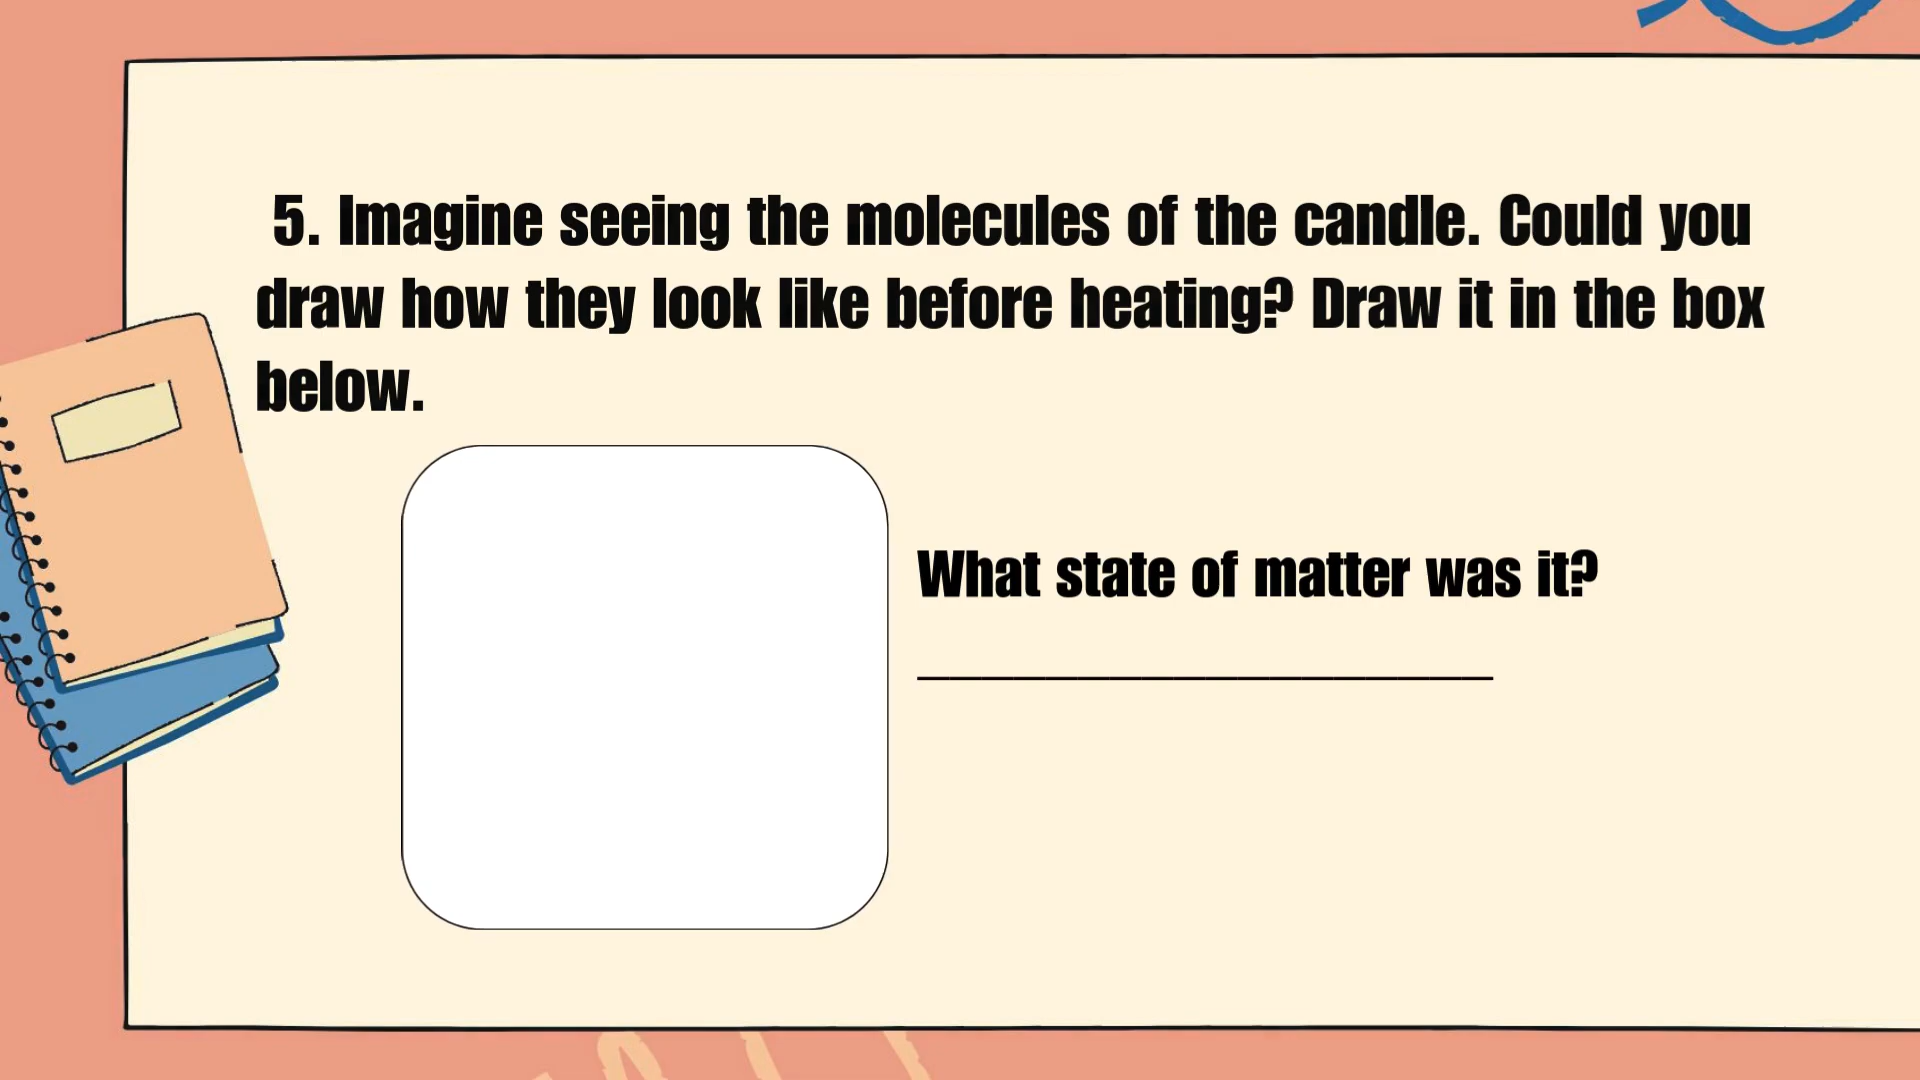 5. Imagine seeing the molecules of the candle. Could you
draw how they look like before heating? Draw it in the box
below.
What state of matter was it?
__________________